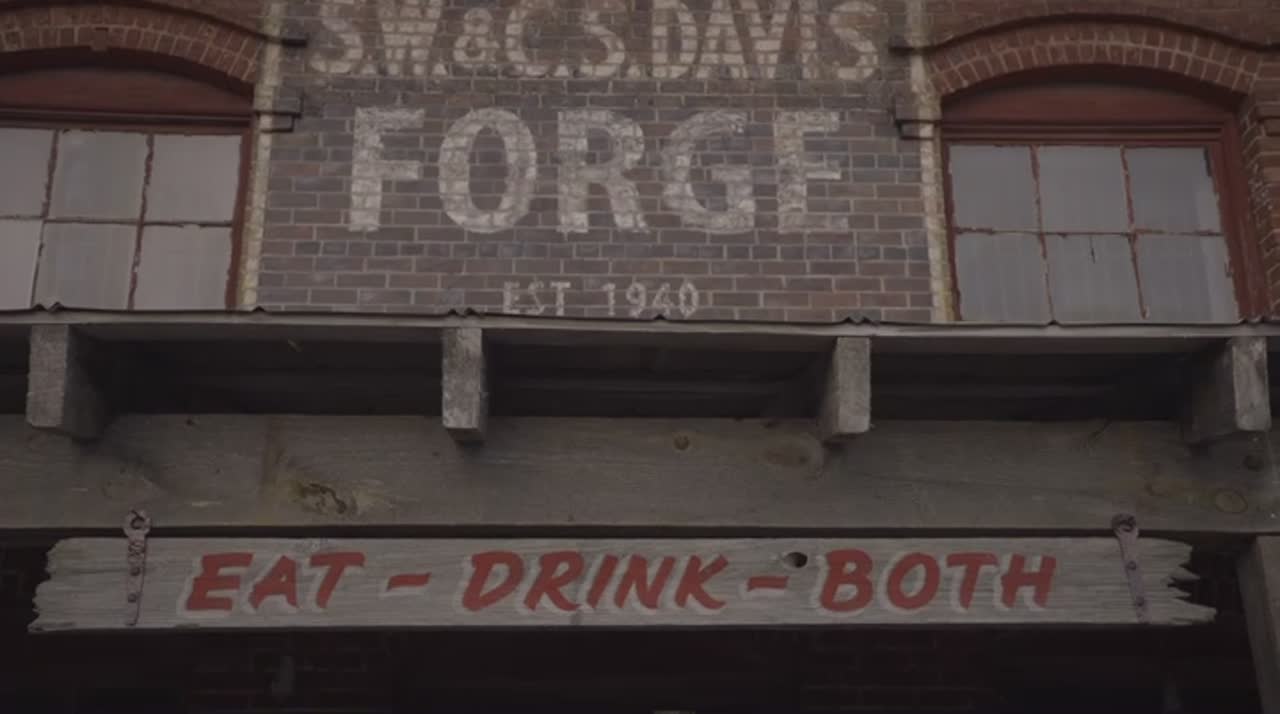 S.W.&C.S. DAVIS
FORGE
EST 1940
EAT - DRINK - BOTH